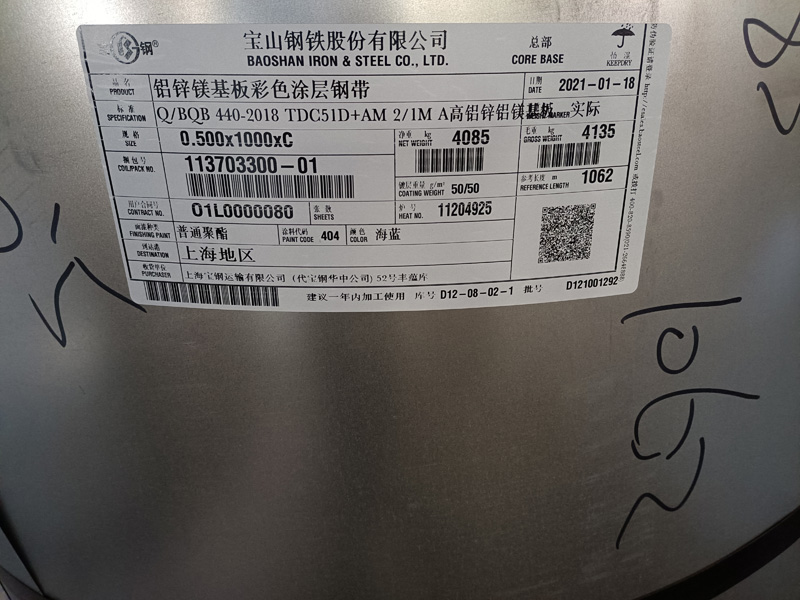 宝钢
宝山钢铁股份有限公司
BAOSHAN IRON & STEEL CO., LTD.
总部
CORE BASE
怕湿
KEEPDRY
品名
PRODUCT
铝锌镁基板彩色涂层钢带
日期
DATE
2021-01-18
标准
SPECIFICATION
Q/BQB 440-2018 TDC51D+AM 2/1M A高铝锌铝镁基板 实际
规格
SIZE
0.500x1000xC
净重 kg
NET WEIGHT
4085
毛重 kg
GROSS WEIGHT
4135
捆包号
COIL/PACK NO.
113703300-01
镀层重量 g/m²
COATING WEIGHT
50/50
参考长度 m
REFERENCE LENGTH
1062
用户合同号
CONTRACT NO.
01L0000080
张数
SHEETS
炉号
HEAT NO.
11204925
面漆种类
FINISHING PAINT
普通聚酯
涂料代码
PAINT CODE
404
颜色
COLOR
海蓝
到站港
DESTINATION
上海地区
收货单位
PURCHASER
上海宝钢运输有限公司(代宝钢华中公司)52号丰蕴库
建议一年内加工使用
库号 D12-08-02-1
批号
D121001292
1062